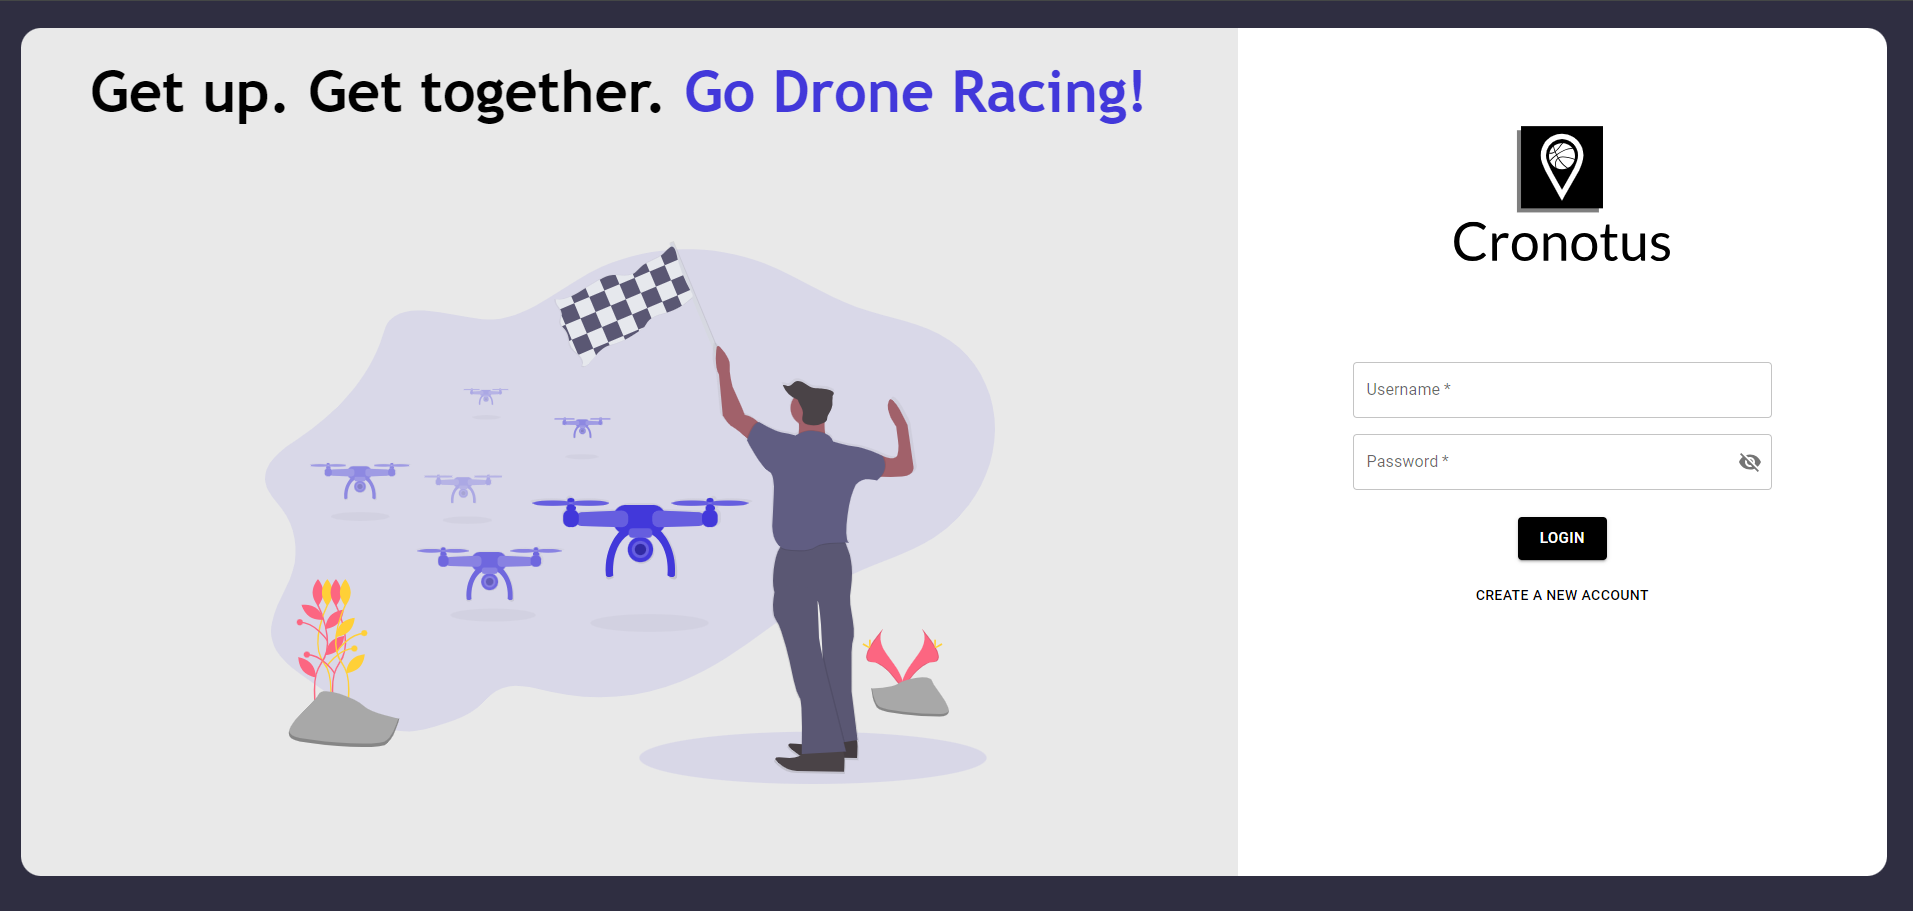 Get up. Get together. Go Drone Racing!
Cronotus
Username *
Password *
LOGIN
CREATE A NEW ACCOUNT